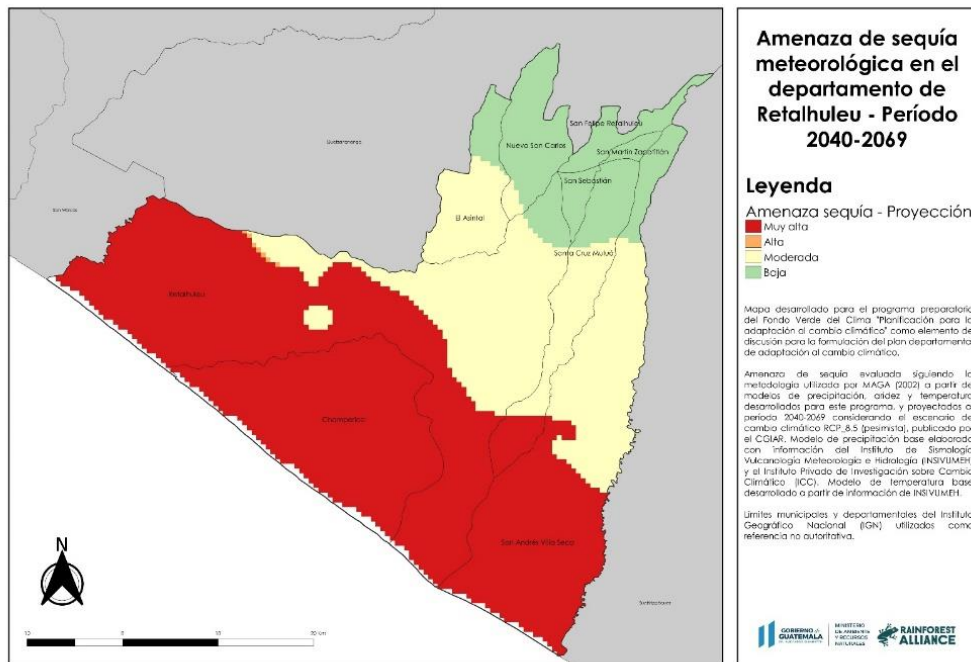 Amenaza de sequía
meteorológica en el
departamento de
Retalhuleu - Período
2040-2069
Leyenda
Amenaza sequía - Proyección
Muy alta
Alta
Moderada
Baja
Mapa desarrollado para el programa preparatorio
del Fondo Verde del Clima "Planificación para la
adaptación al cambio climático" como elemento de
discusión para la formulación del plan departamental
de adaptación al cambio climático.
Amenaza de sequía evaluada siguiendo la
metodología utilizada por MAGA (2002) a partir de
modelos de precipitación, aridez y temperatura
desarrollados para este programa, y proyectados a
período 2040-2069 considerando el escenario de
cambio climático RCP_8.5 (pesimista), publicado por
el CGIAR. Modelo de precipitación base elaborado
con información del Instituto de Sismología
Vulcanología Meteorología e Hidrología (INSIVUMEH)
y el Instituto Privado de Investigación sobre Cambio
Climático (ICC). Modelo de temperatura base
desarrollado a partir de información de INSIVUMEH.
Límites municipales y departamentales del Instituto
Geográfico Nacional (IGN) utilizados como
referencia no autoritativa.
San Felipe Retalhuleu
Nuevo San Carlos
San Martín Zapotitlán
San Sebastián
Quetzaltenango
San Marcos
El Asintal
Santa Cruz Muluá
Retalhuleu
Champerico
San Andrés Villa Seca
Suchitepéquez
N
10
20 km
GOBIERNO de
GUATEMALA
MINISTERIO
DE AMBIENTE
Y RECURSOS
NATURALES
RAINFOREST
ALLIANCE